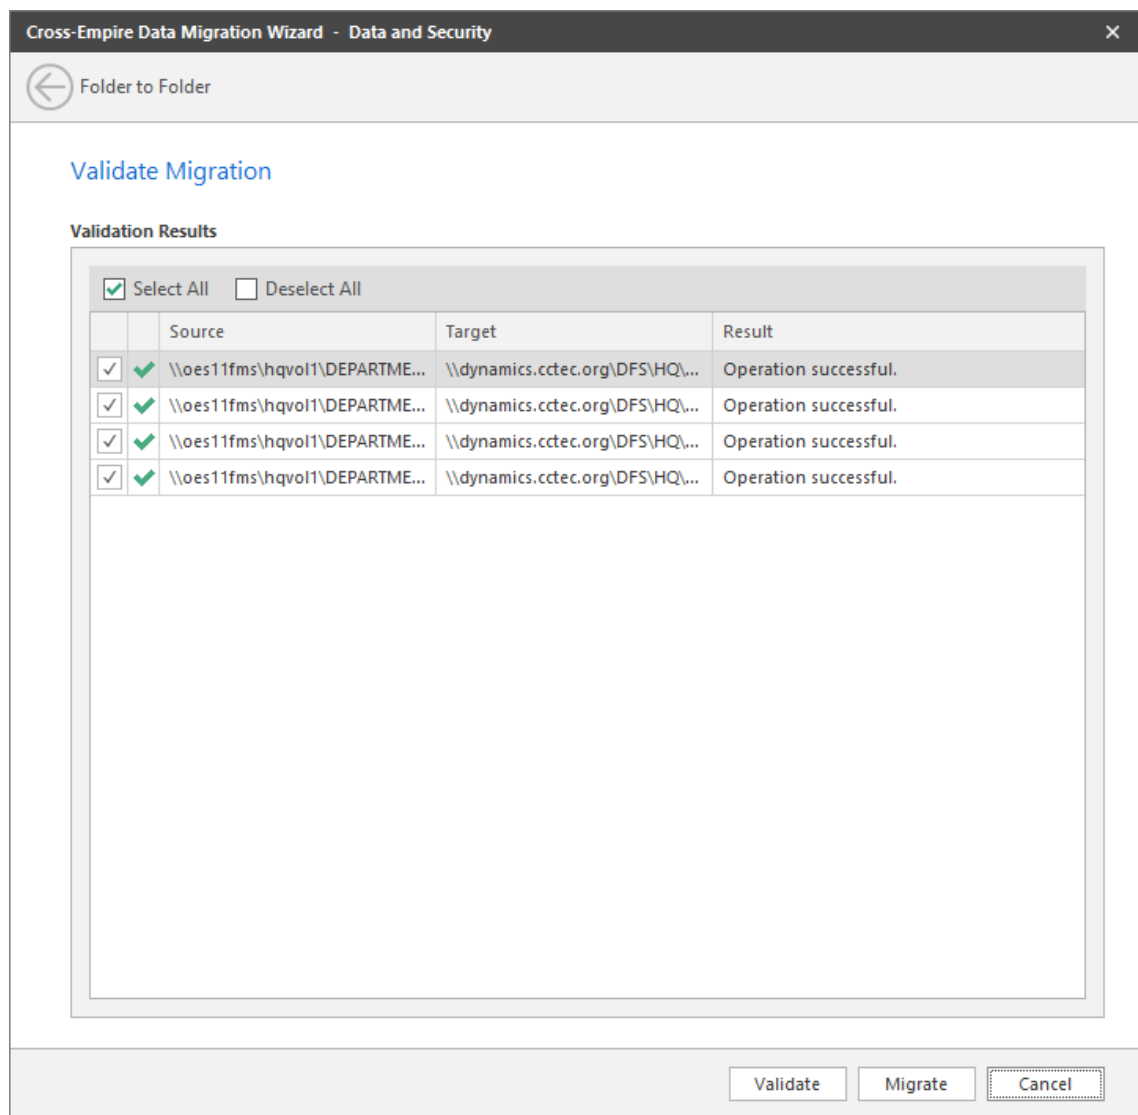 Cross-Empire Data Migration Wizard - Data and Security
Folder to Folder
Validate Migration
Validation Results
Select All Deselect All
Source Target Result
\\oes11fms\hqvol1\DEPARTME... \\dynamics.cctec.org\DFS\HQ\... Operation successful.
\\oes11fms\hqvol1\DEPARTME... \\dynamics.cctec.org\DFS\HQ\... Operation successful.
\\oes11fms\hqvol1\DEPARTME... \\dynamics.cctec.org\DFS\HQ\... Operation successful.
\\oes11fms\hqvol1\DEPARTME... \\dynamics.cctec.org\DFS\HQ\... Operation successful.
Validate Migrate Cancel